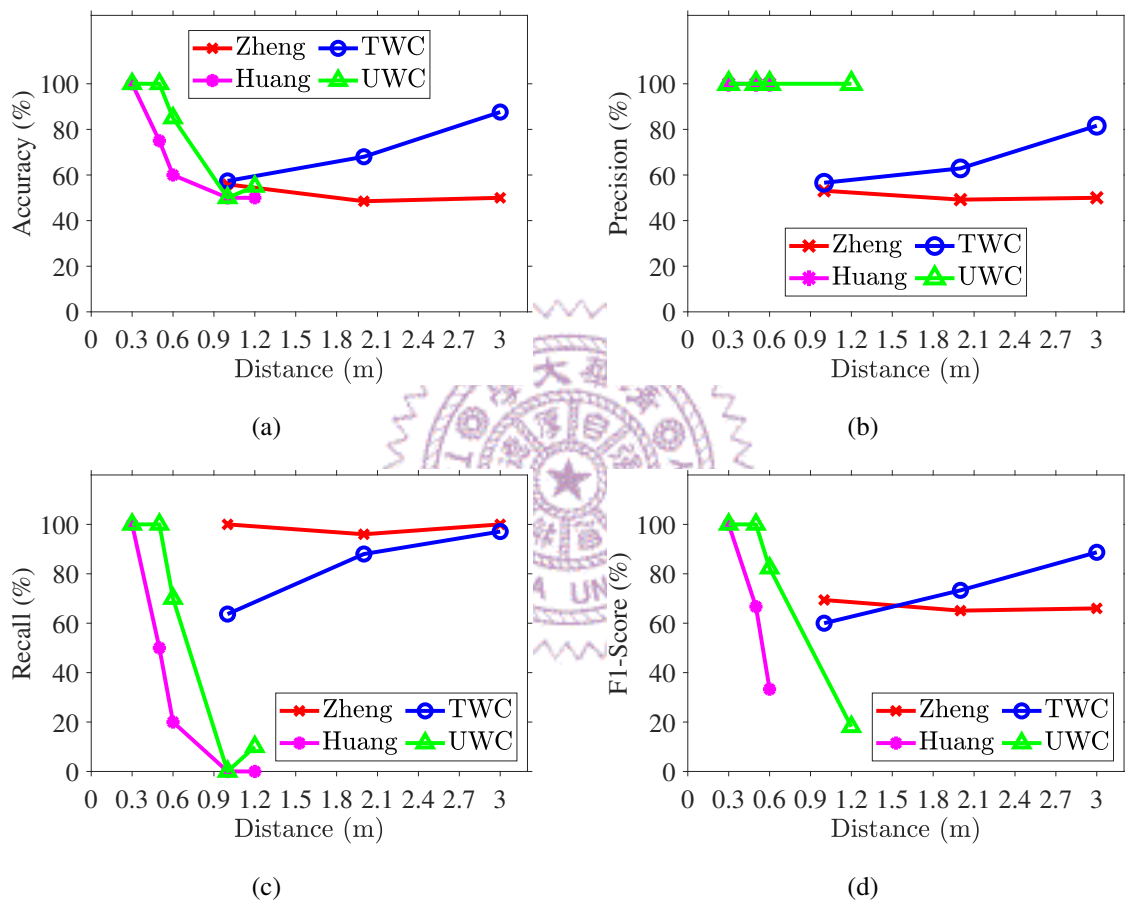 Zheng TWC
Huang UWC
Accuracy (%)
100
80
60
40
20
0
0 0.3 0.6 0.9 1.2 1.5 1.8 2.1 2.4 2.7 3
Distance (m)
(a)
Precision (%)
100
80
60
40
20
0
Zheng TWC
Huang UWC
0 0.3 0.6 0.9 1.2 1.5 1.8 2.1 2.4 2.7 3
Distance (m)
(b)
大
自
UN
A
Recall (%)
100
80
60
40
20
0
Zheng TWC
Huang UWC
0 0.3 0.6 0.9 1.2 1.5 1.8 2.1 2.4 2.7 3
Distance (m)
(c)
F1-Score (%)
100
80
60
40
20
0
Zheng TWC
Huang UWC
0 0.3 0.6 0.9 1.2 1.5 1.8 2.1 2.4 2.7 3
Distance (m)
(d)